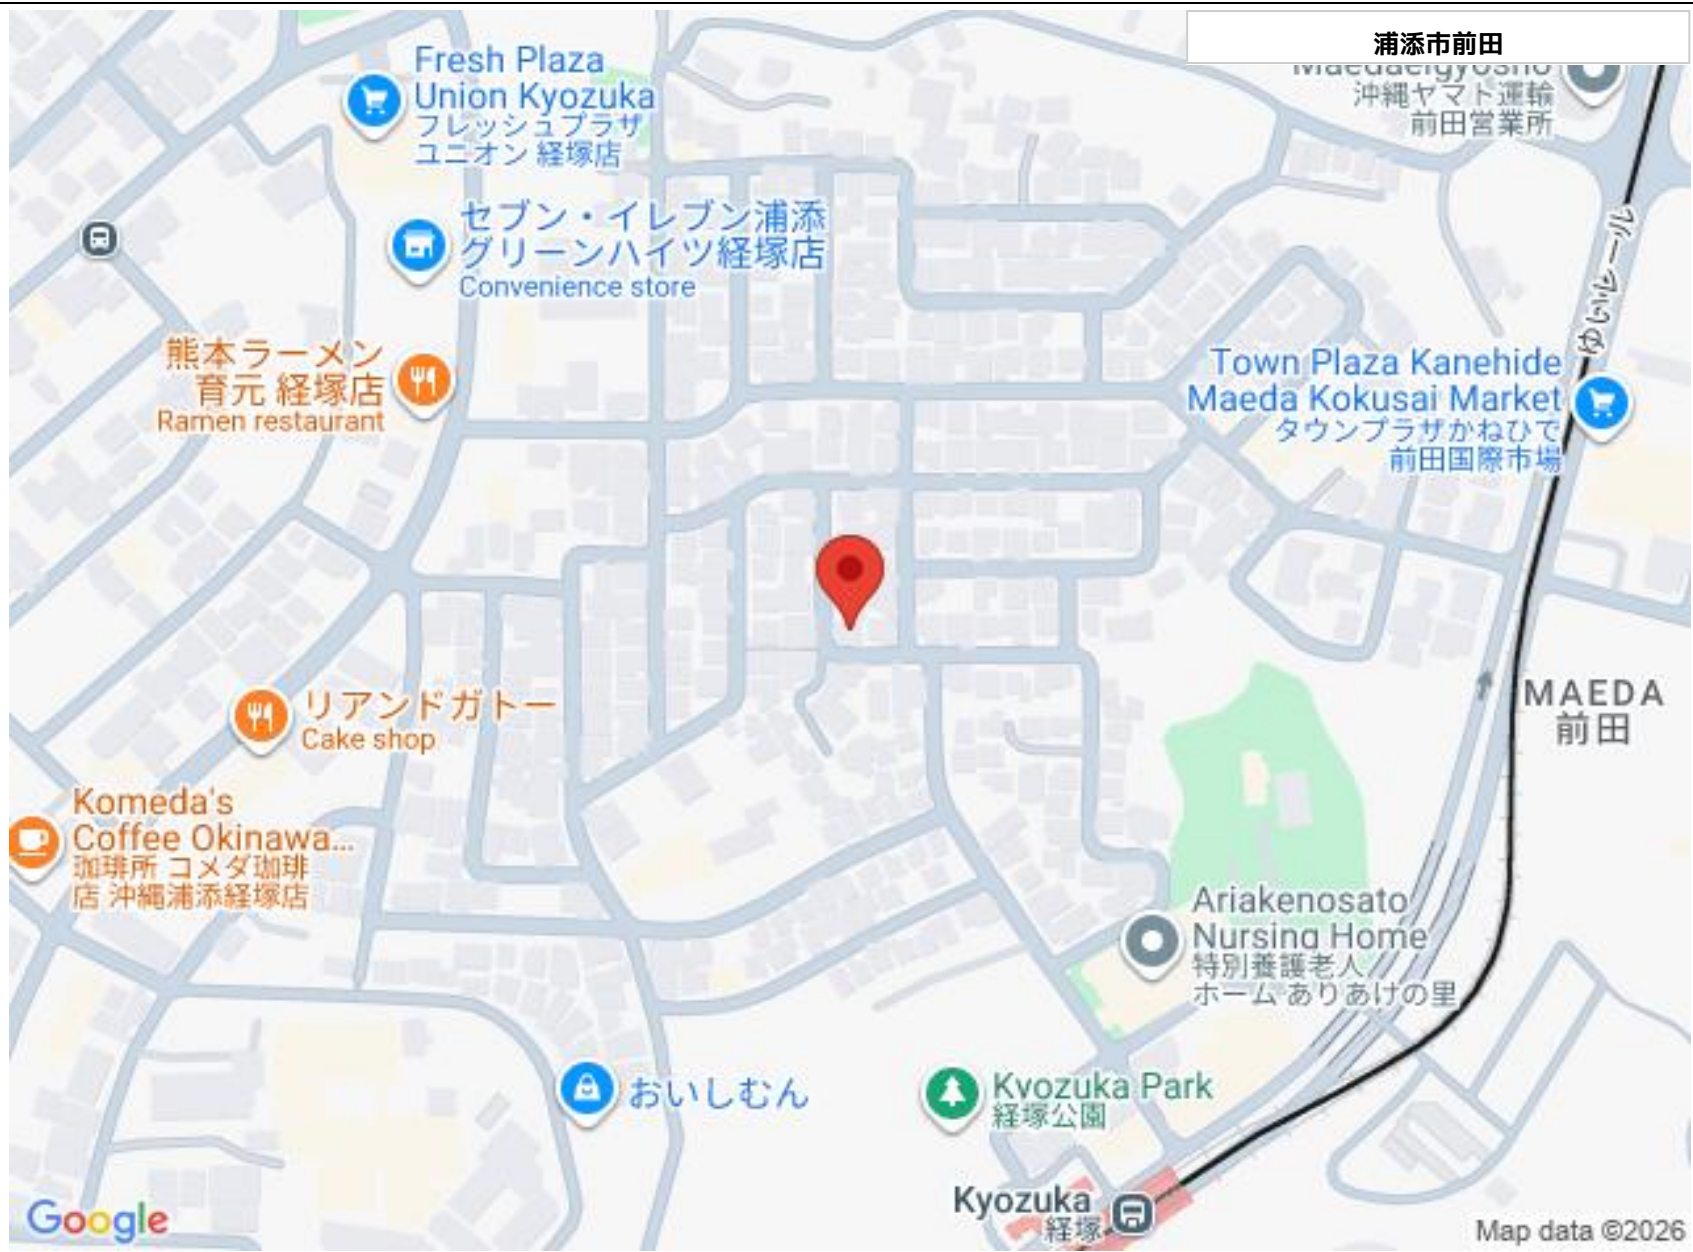 浦添市前田
Fresh Plaza
Union Kyozuka
フレッシュプラザ
ユニオン 経塚店
Maedaeigyosho
沖縄ヤマト運輸
前田営業所
セブン・イレブン浦添
グリーンハイツ経塚店
Convenience store
ゆいレール
熊本ラーメン
育元 経塚店
Ramen restaurant
Town Plaza Kanehide
Maeda Kokusai Market
タウンプラザかねひで
前田国際市場
MAEDA
前田
リアンドガトー
Cake shop
Komeda's
Coffee Okinawa...
珈琲所 コメダ珈琲
店 沖縄浦添経塚店
Ariakenosato
Nursing Home
特別養護老人
ホーム ありあけの里
おいしむん
Kyozuka Park
経塚公園
Kyozuka
経塚
Google
Map data ©2026